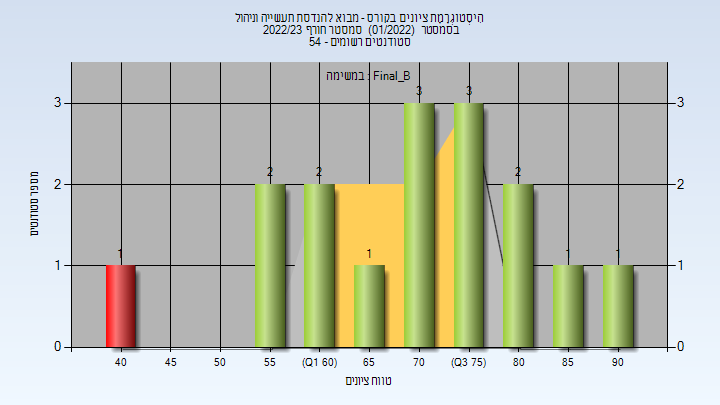 היסטוגרמת ציונים בקורס - מבוא להנדסת תעשייה וניהול
בסמסטר (01/2022) סמסטר חורף 2022/23
סטודנטים רשומים - 54
במשימה : Final_B
3 3 3 3
2 2 2 2 2
1 1 1 1 1 1
0 0
מספר סטודנטים
40 45 50 55 (Q1 60) 65 70 (Q3 75) 80 85 90
טווח ציונים